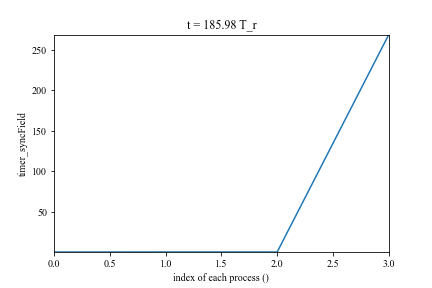 t = 185.98 T_r
250
200
150
100
50
timer_syncField
0.0 0.5 1.0 1.5 2.0 2.5 3.0
index of each process ()